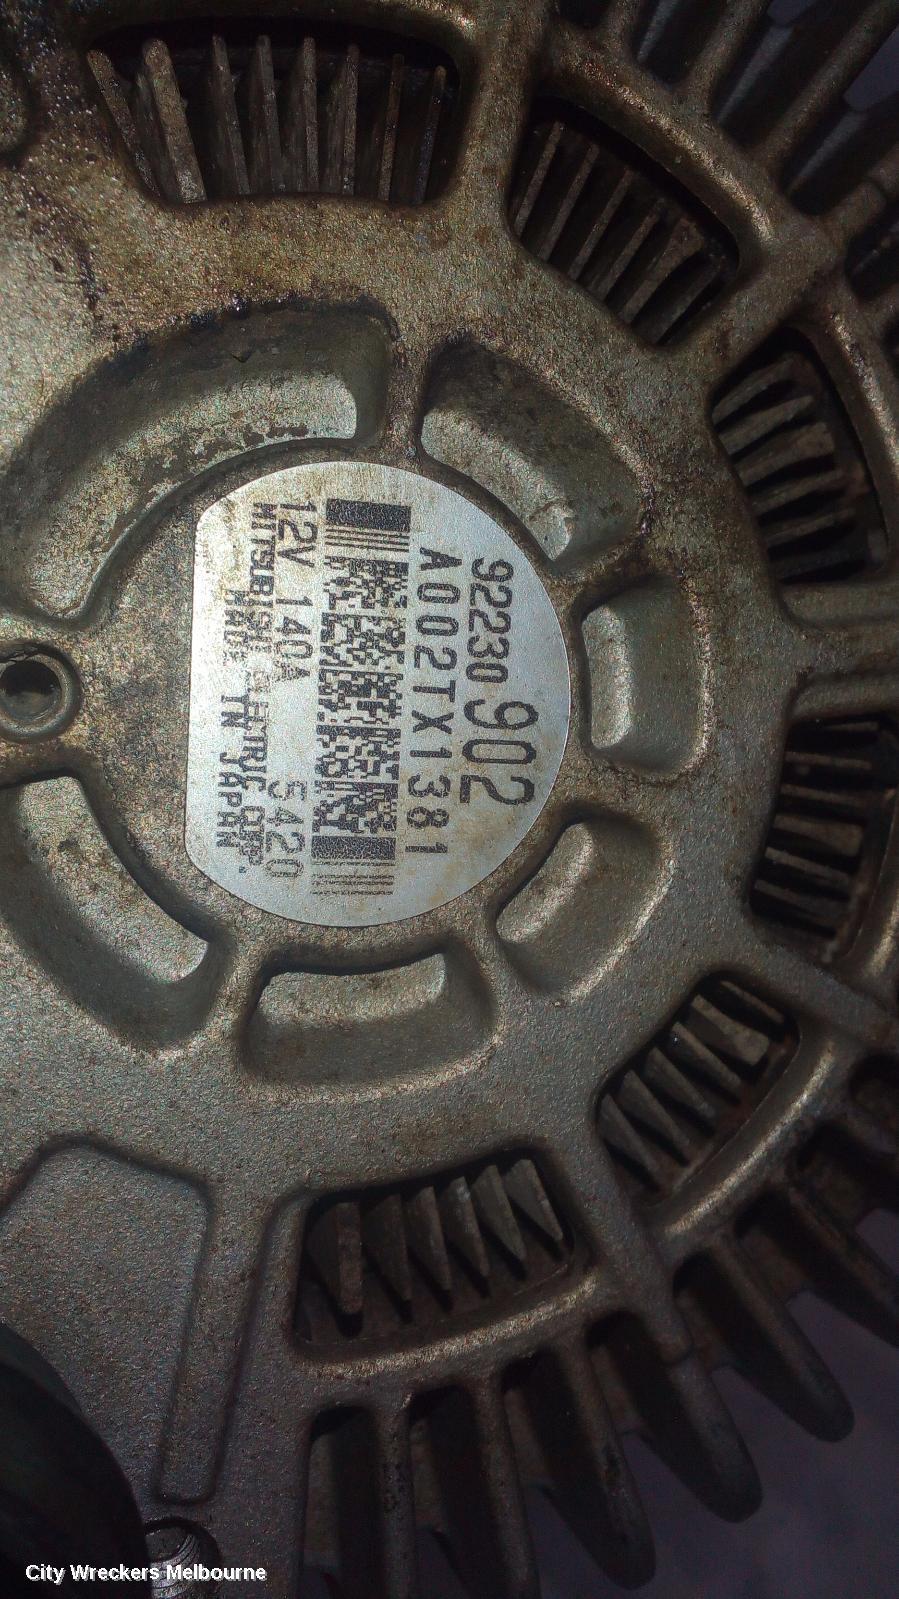 92230 902
A002TX1381
12V 140A 5420
MITSUBISHI ELECTRIC CORP.
MADE IN JAPAN
City Wreckers Melbourne